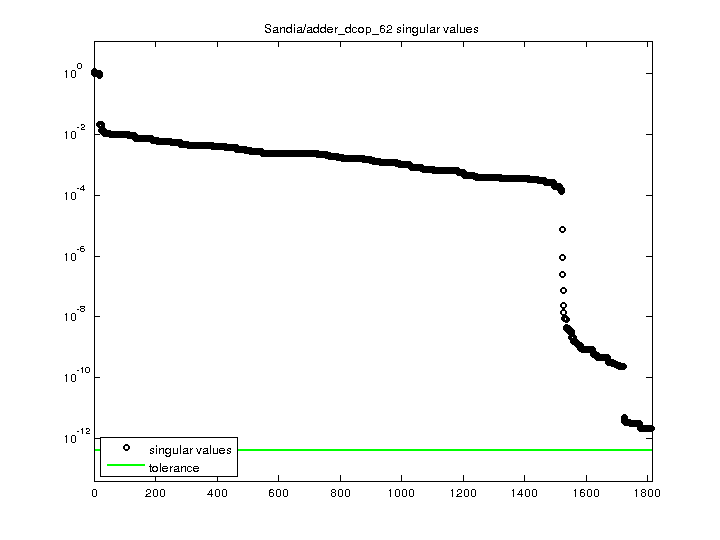 Sandia/adder_dcop_62 singular values
10^0
10^-2
10^-4
10^-6
10^-8
10^-10
10^-12
singular values
tolerance
0 200 400 600 800 1000 1200 1400 1600 1800